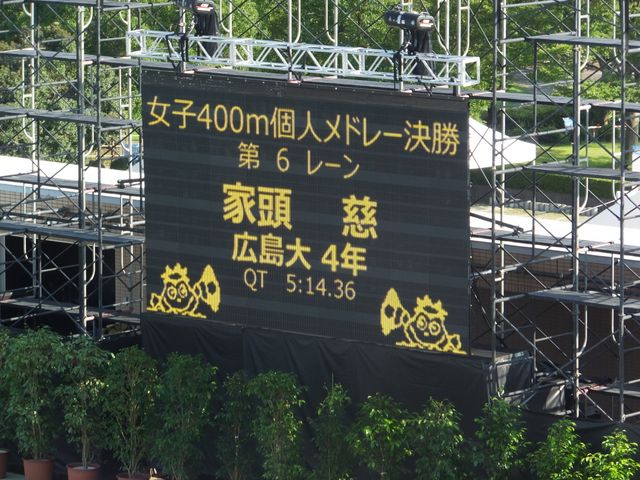 女子400m個人メドレー決勝
第 6 レーン
家頭 慈
広島大 4年
QT 5:14.36